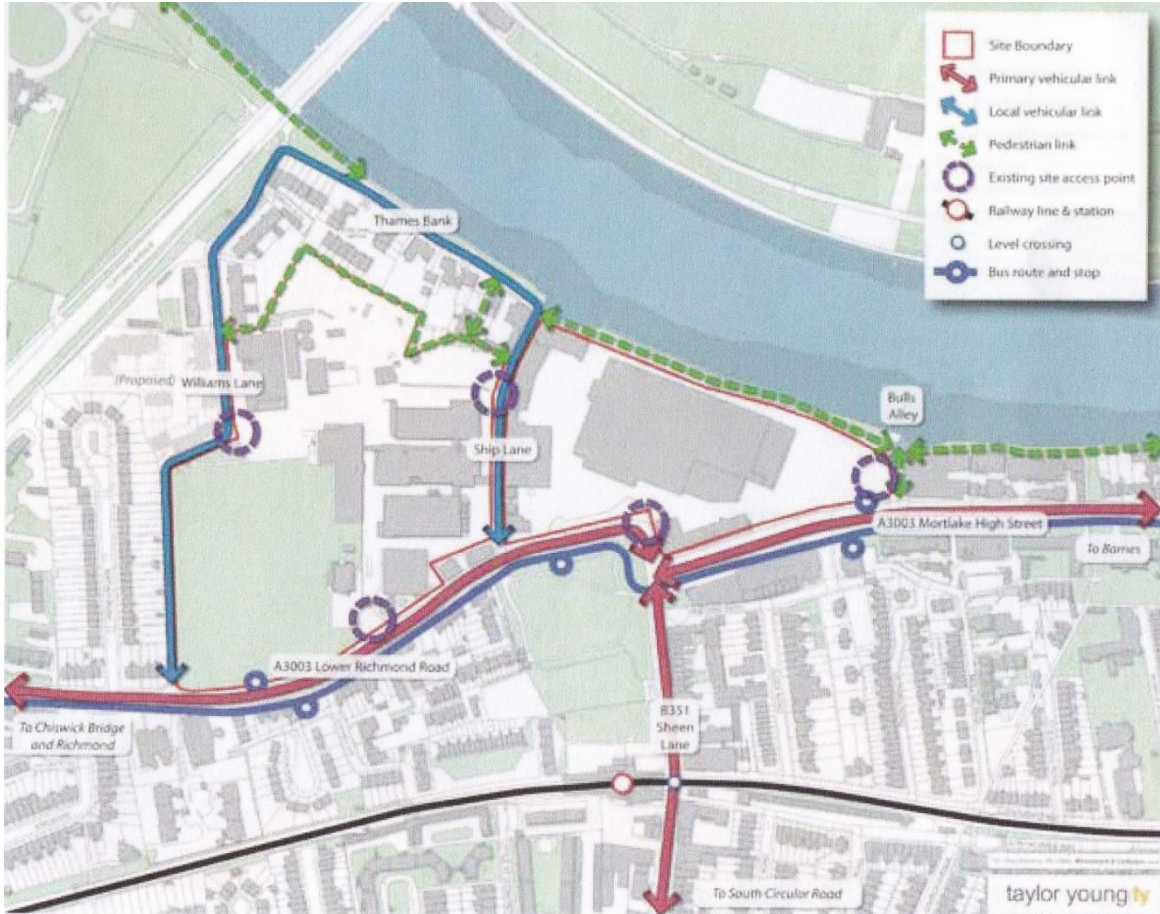 Site Boundary
Primary vehicular link
Local vehicular link
Pedestrian link
Existing site access point
Railway line & station
Level crossing
Bus route and stop
Thames Bank
(Proposed) Williams Lane
Ship Lane
Bulls
Alley
A3003 Mortlake High Street
To Barnes
A3003 Lower Richmond Road
To Chiswick Bridge
and Richmond
B351
Sheen
Lane
To South Circular Road
taylor young ty